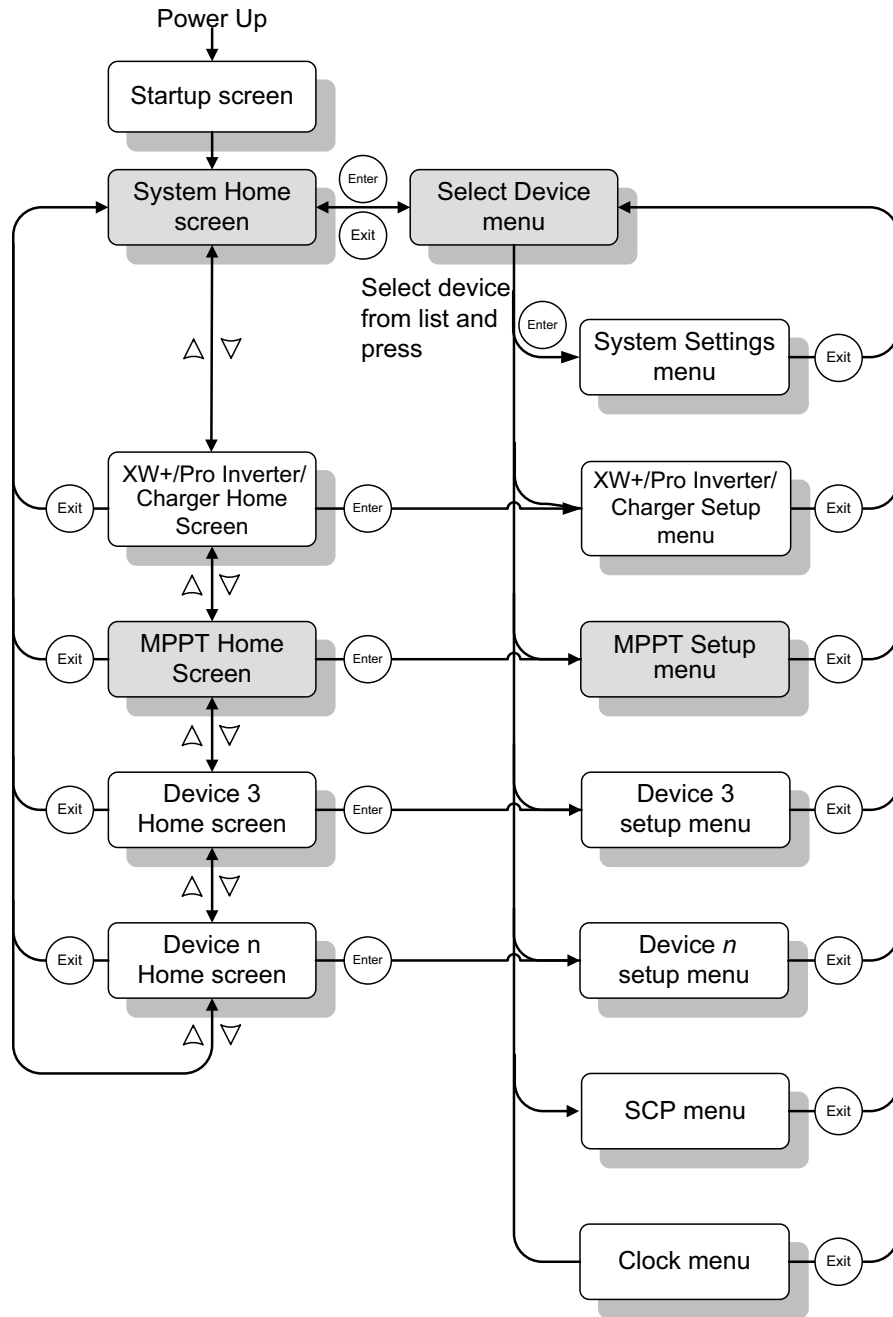 Power Up
Startup screen
System Home
screen
Enter
Exit
Select Device
menu
Select device
from list and
press
Enter
System Settings
menu
Exit
Exit
XW+/Pro Inverter/
Charger Home
Screen
Enter
XW+/Pro Inverter/
Charger Setup
menu
Exit
Exit
MPPT Home
Screen
Enter
MPPT Setup
menu
Exit
Exit
Device 3
Home screen
Enter
Device 3
setup menu
Exit
Exit
Device n
Home screen
Enter
Device n
setup menu
Exit
SCP menu
Exit
Clock menu
Exit